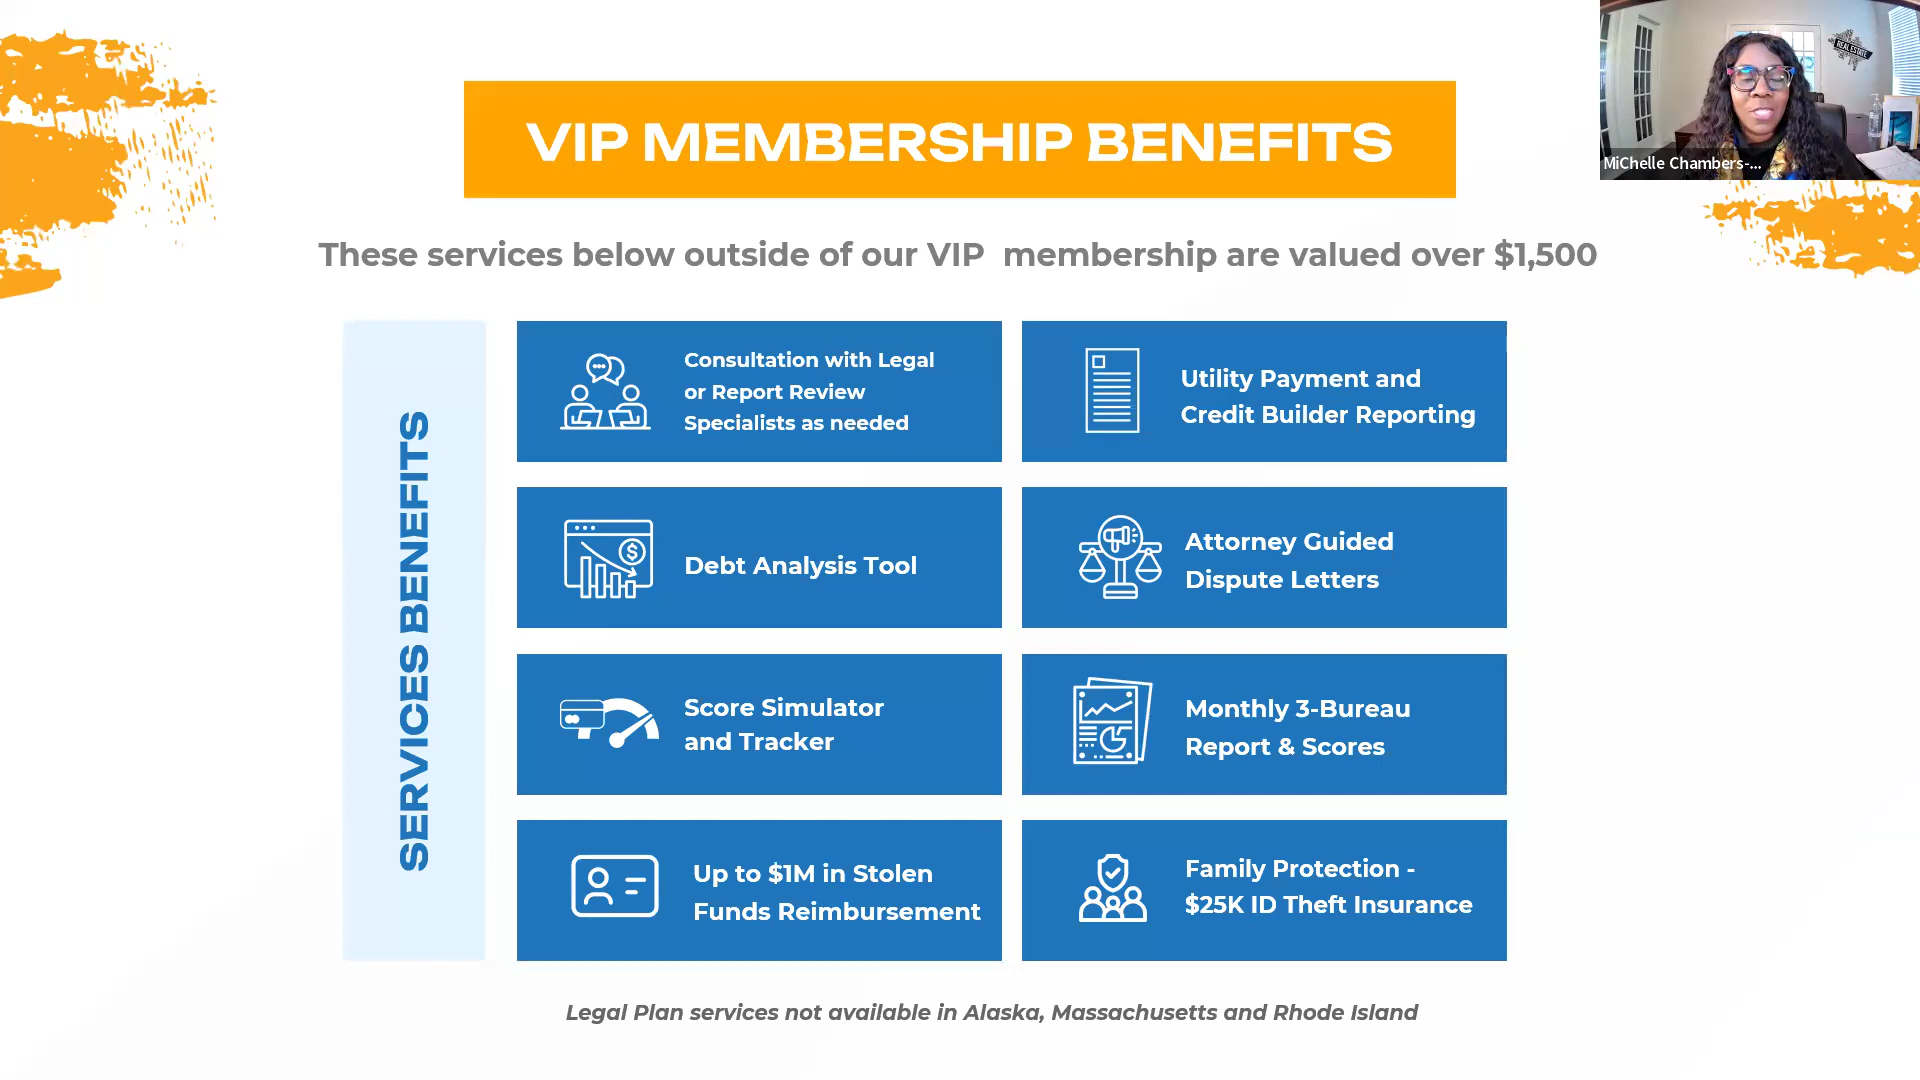 VIP MEMBERSHIP BENEFITS
REAL ESTATE
MiChelle Chambers-...
These services below outside of our VIP membership are valued over $1,500
SERVICES BENEFITS
Consultation with Legal
or Report Review
Specialists as needed
Utility Payment and
Credit Builder Reporting
Debt Analysis Tool
Attorney Guided
Dispute Letters
Score Simulator
and Tracker
Monthly 3-Bureau
Report & Scores
Up to $1M in Stolen
Funds Reimbursement
Family Protection -
$25K ID Theft Insurance
Legal Plan services not available in Alaska, Massachusetts and Rhode Island